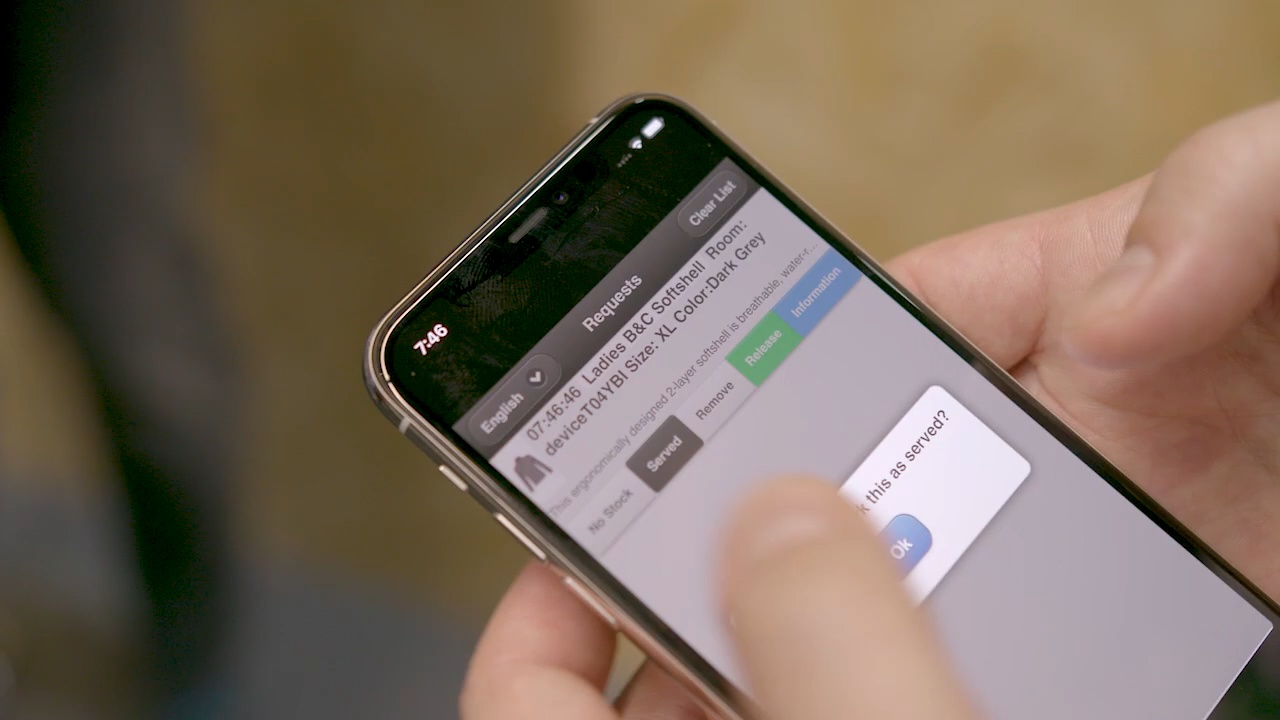 7:46
English
Requests
Clear List
07:46:46 Ladies B&C Softshell Room:
deviceT04YBI Size: XL Color:Dark Grey
This ergonomically designed 2-layer softshell is breathable, water-r...
No Stock
Served
Remove
Release
Information
this as served?
Ok